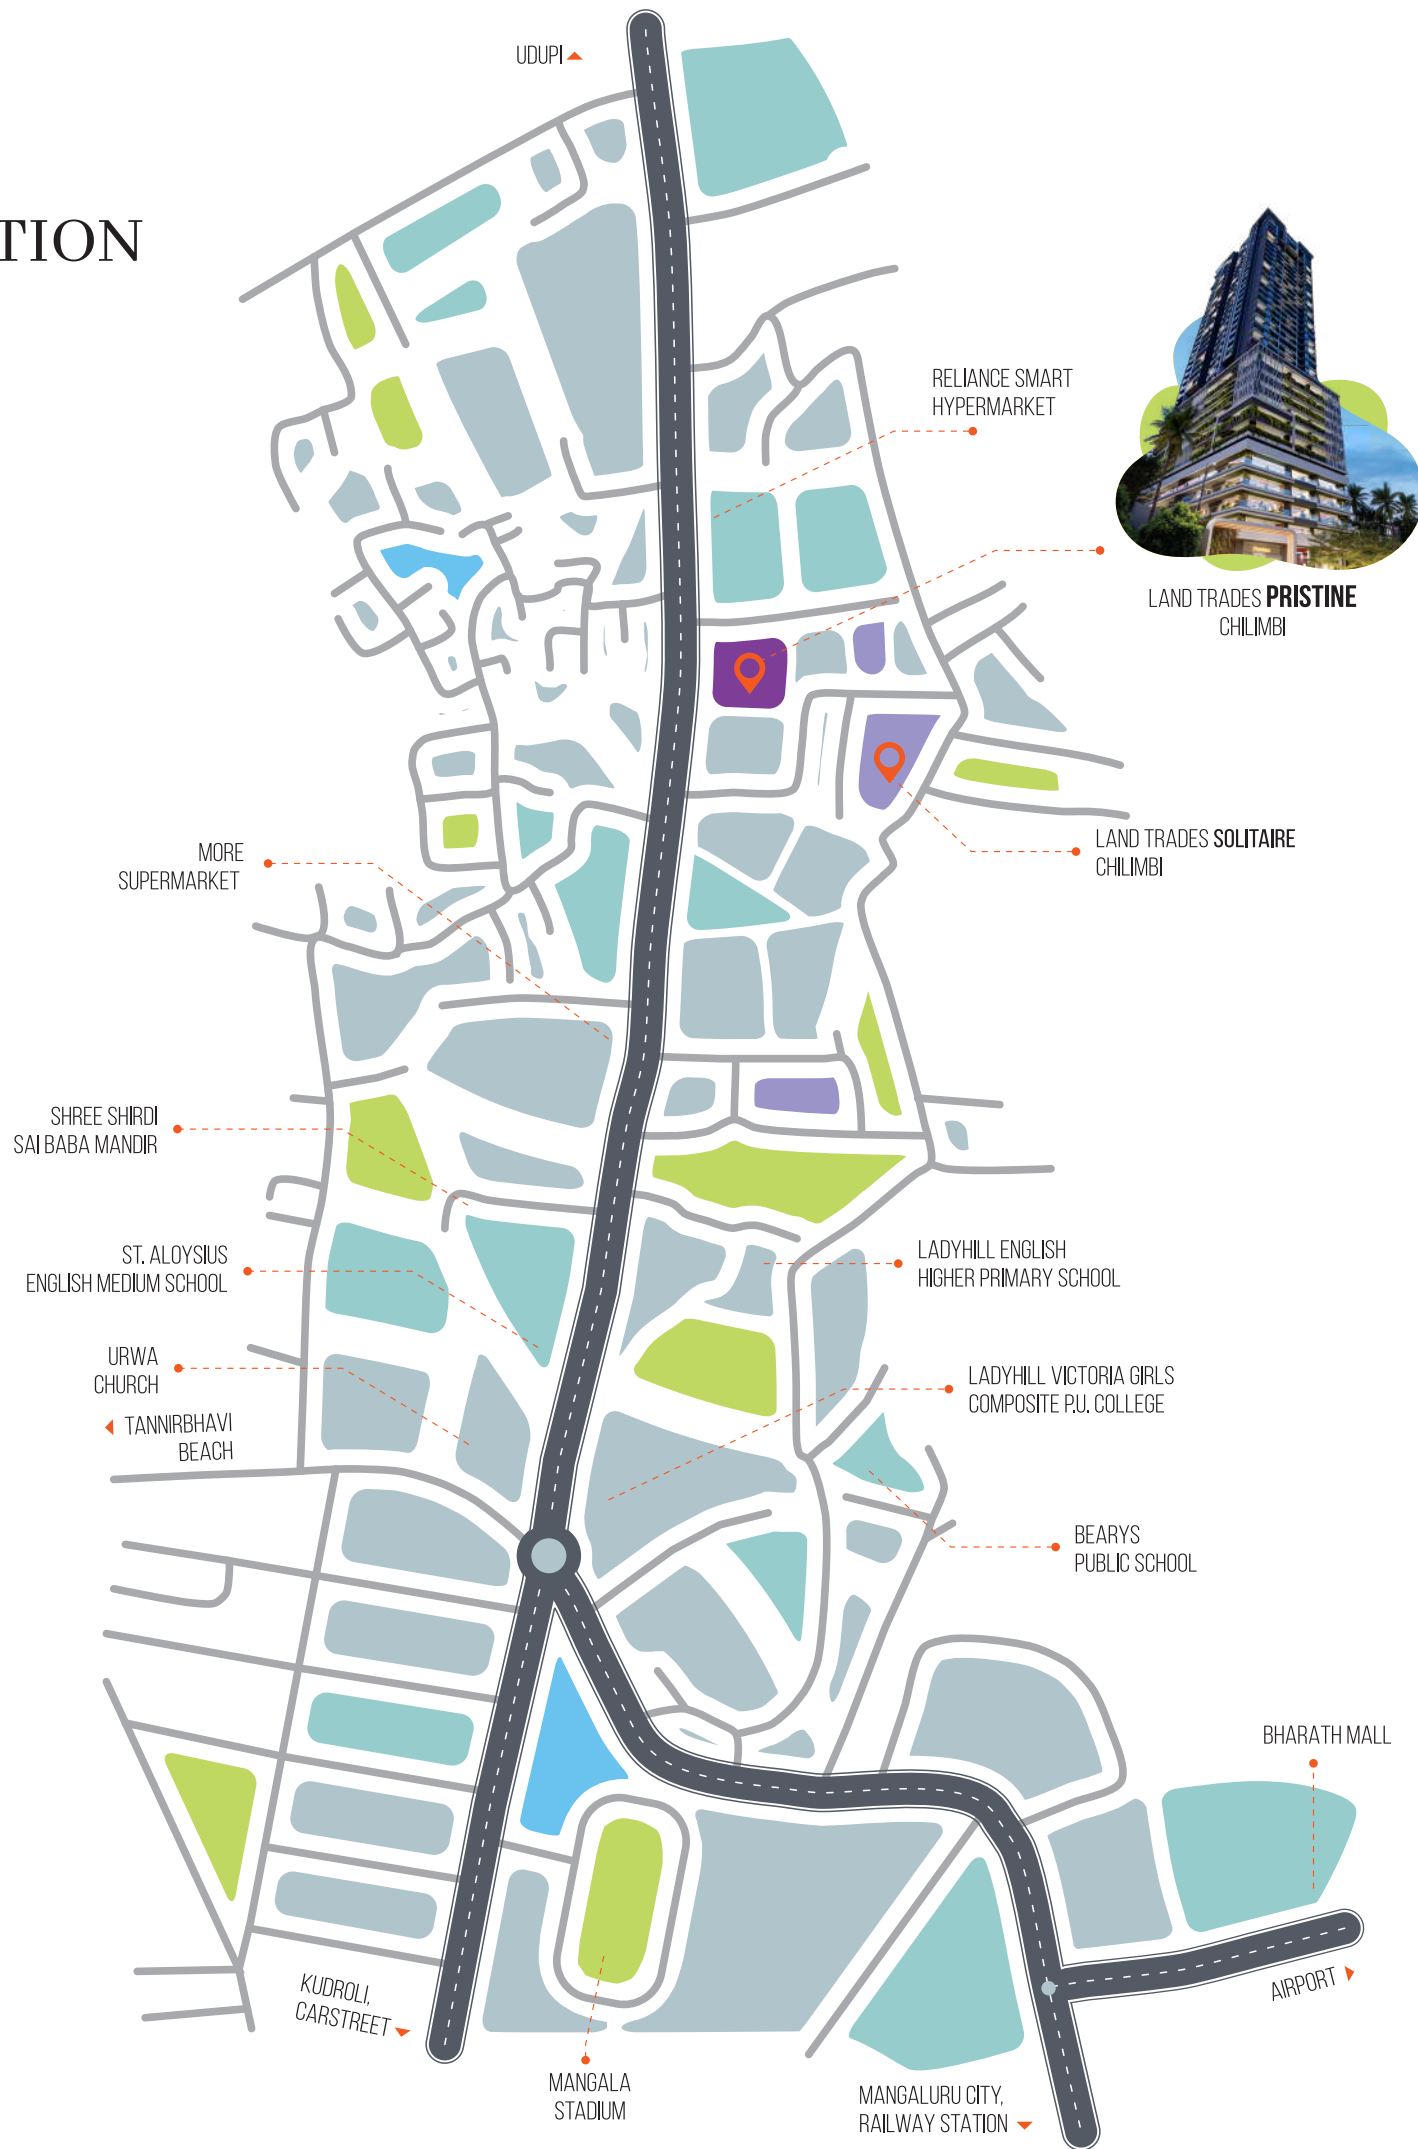 UDUPI
TION
RELIANCE SMART
HYPERMARKET
LAND TRADES PRISTINE
CHILIMBI
LAND TRADES SOLITAIRE
CHILIMBI
MORE
SUPERMARKET
SHREE SHIRDI
SAI BABA MANDIR
ST. ALOYSIUS
ENGLISH MEDIUM SCHOOL
LADYHILL ENGLISH
HIGHER PRIMARY SCHOOL
URWA
CHURCH
LADYHILL VICTORIA GIRLS
COMPOSITE P.U. COLLEGE
TANNIRBHAVI
BEACH
BEARYS
PUBLIC SCHOOL
BHARATH MALL
KUDROLI,
CARSTREET
AIRPORT
MANGALA
STADIUM
MANGALURU CITY,
RAILWAY STATION